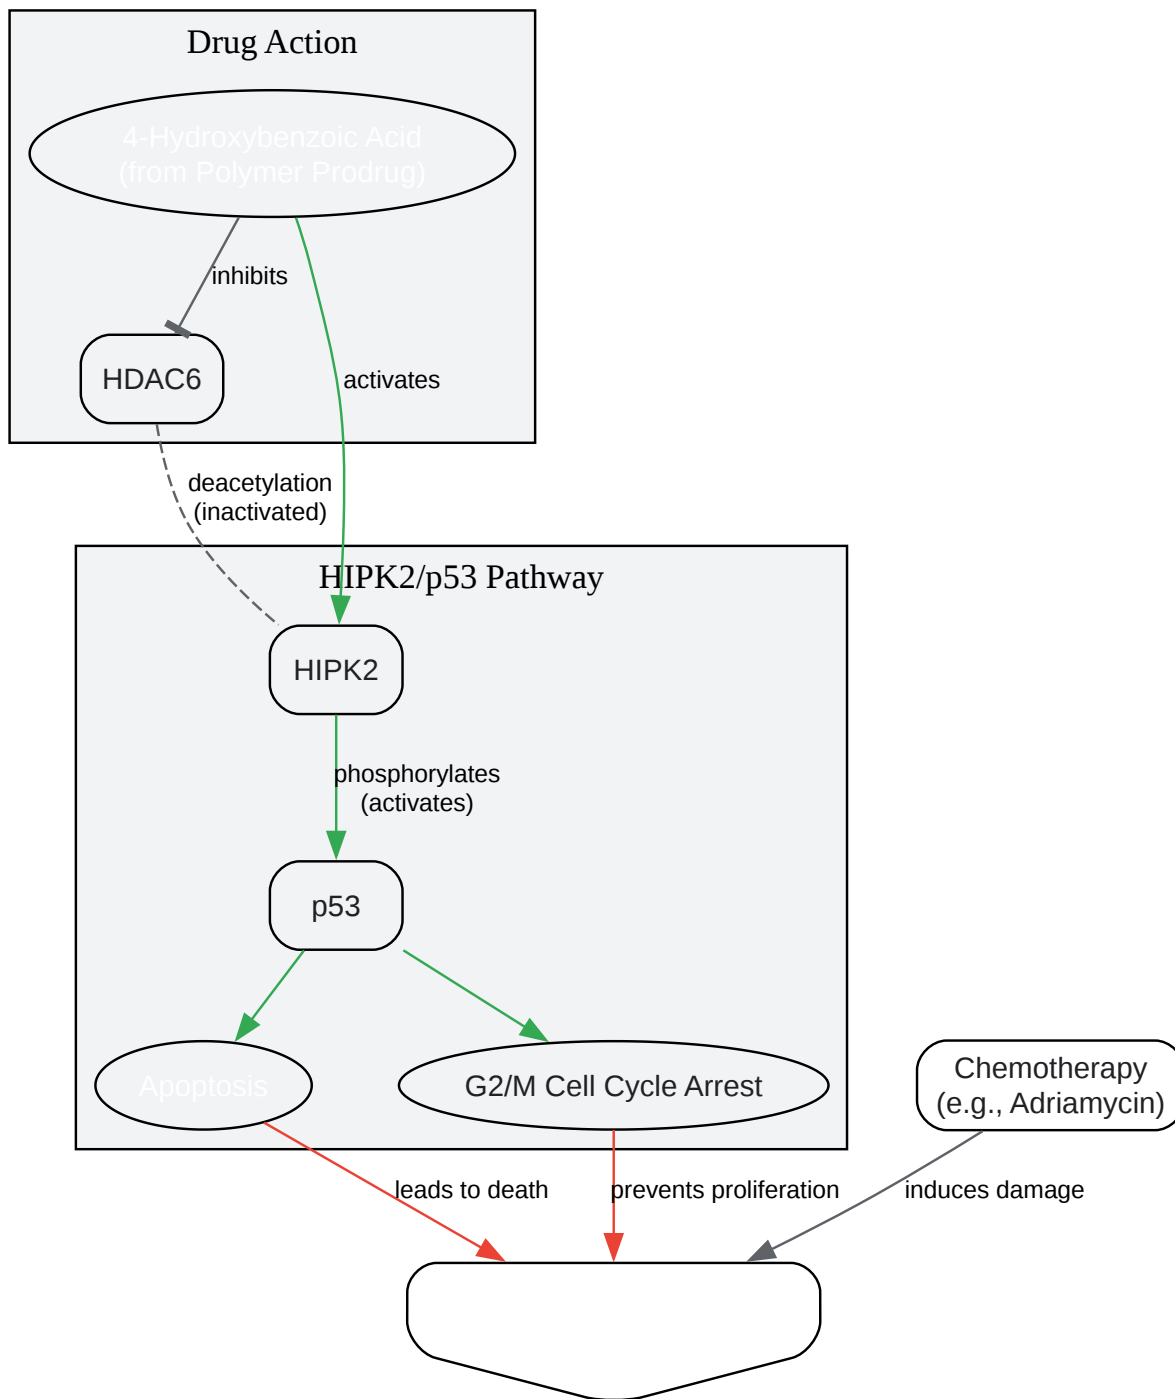 Drug Action
4-Hydroxybenzoic Acid
(from Polymer Prodrug)
inhibits
HDAC6
activates
deacetylation
(inactivated)
HIPK2/p53 Pathway
HIPK2
phosphorylates
(activates)
p53
Apoptosis
G2/M Cell Cycle Arrest
Chemotherapy
(e.g., Adriamycin)
leads to death
prevents proliferation
induces damage